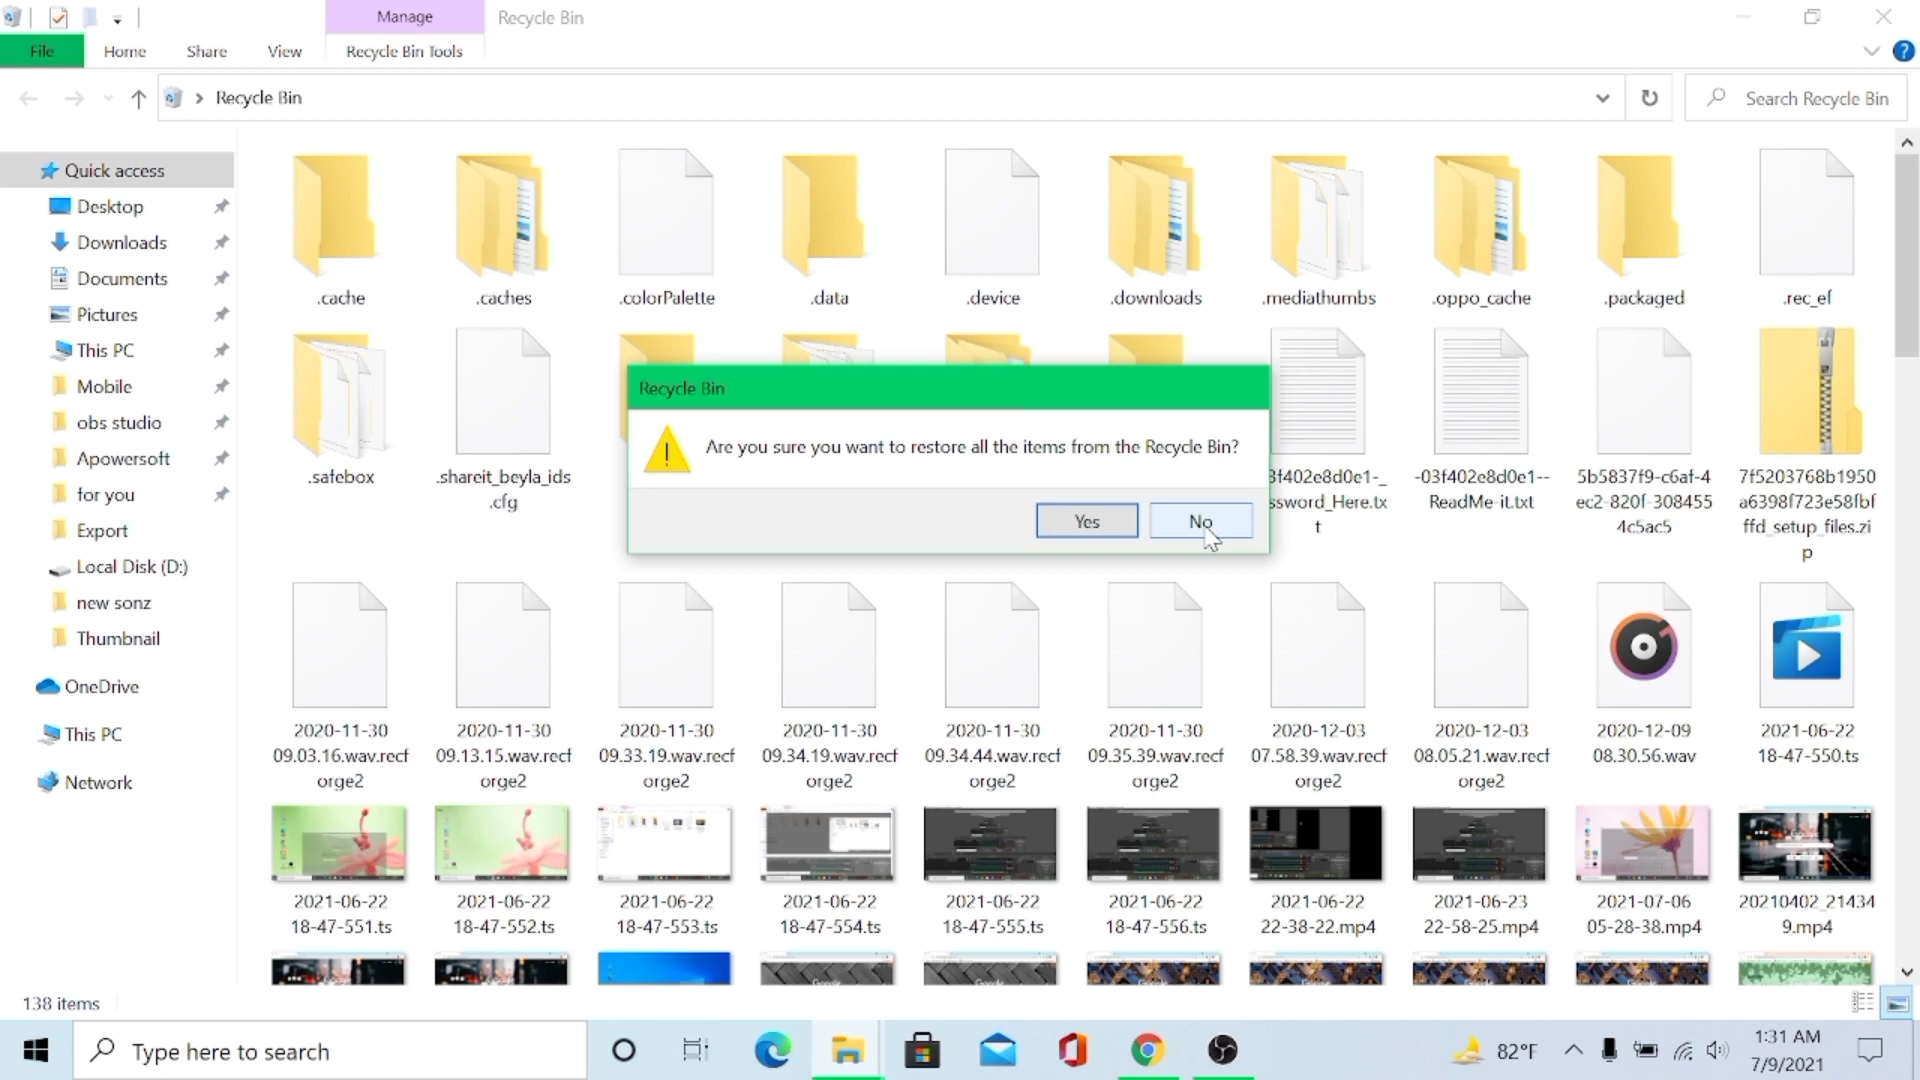 Manage
Recycle Bin
File
Home
Share
View
Recycle Bin Tools
Recycle Bin
Search Recycle Bin
Quick access
Desktop
Downloads
Documents
Pictures
This PC
Mobile
obs studio
Apowersoft
for you
Export
Local Disk (D:)
new sonz
Thumbnail
OneDrive
This PC
Network
.cache
.caches
.colorPalette
.data
.device
.downloads
.mediathumbs
.oppo_cache
.packaged
.rec_ef
.safebox
.shareit_beyla_ids
.cfg
Recycle Bin
Are you sure you want to restore all the items from the Recycle Bin?
Yes
No
3f402e8d0e1-_
ssword_Here.tx
t
-03f402e8d0e1--
ReadMe-it.txt
5b5837f9-c6af-4
ec2-820f-308455
4c5ac5
7f5203768b1950
a6398f723e58fbf
ffd_setup_files.zi
p
2020-11-30
09.03.16.wav.recf
orge2
2020-11-30
09.13.15.wav.recf
orge2
2020-11-30
09.33.19.wav.recf
orge2
2020-11-30
09.34.19.wav.recf
orge2
2020-11-30
09.34.44.wav.recf
orge2
2020-11-30
09.35.39.wav.recf
orge2
2020-12-03
07.58.39.wav.recf
orge2
2020-12-03
08.05.21.wav.recf
orge2
2020-12-09
08.30.56.wav
2021-06-22
18-47-550.ts
2021-06-22
18-47-551.ts
2021-06-22
18-47-552.ts
2021-06-22
18-47-553.ts
2021-06-22
18-47-554.ts
2021-06-22
18-47-555.ts
2021-06-22
18-47-556.ts
2021-06-22
22-38-22.mp4
2021-06-23
22-58-25.mp4
2021-07-06
05-28-38.mp4
20210402_21434
9.mp4
138 items
Type here to search
82°F
1:31 AM
7/9/2021